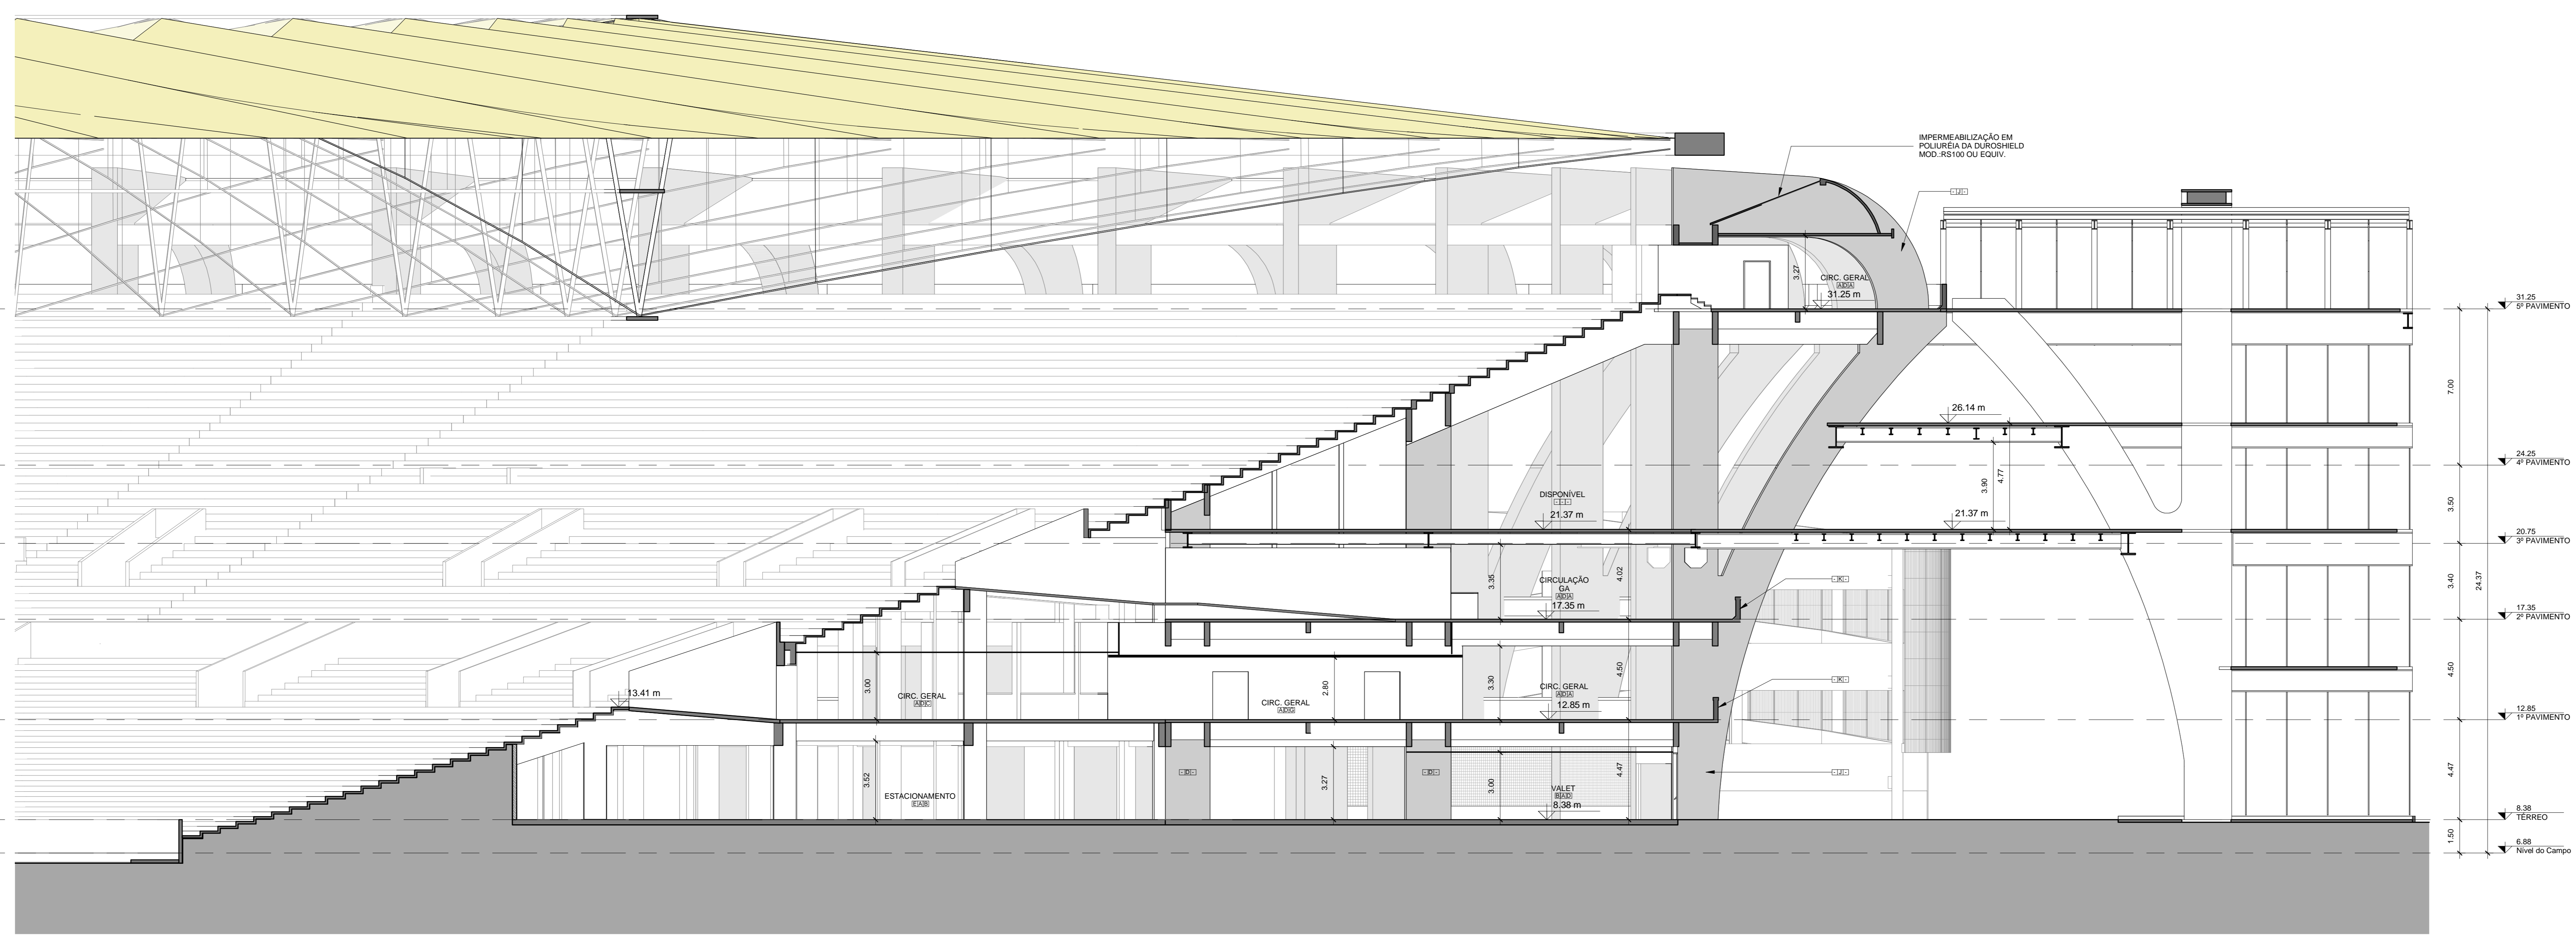 IMPERMEABILIZAÇÃO EM
POLIURÉIA DA DUROSHIELD
MOD.:RS100 OU EQUIV.
- J -
3.27
CIRC. GERAL
A D A
31.25 m
31.25
5º PAVIMENTO
7.00
26.14 m
24.25
4º PAVIMENTO
4.77
3.90
3.50
DISPONÍVEL
- - -
21.37 m
21.37 m
20.75
3º PAVIMENTO
3.35
4.02
3.40
24.37
CIRCULAÇÃO
GA
A D A
17.35 m
- K -
17.35
2º PAVIMENTO
13.41 m
3.00
CIRC. GERAL
A D C
2.80
CIRC. GERAL
A D G
3.30
4.50
CIRC. GERAL
A D A
12.85 m
- K -
4.50
12.85
1º PAVIMENTO
3.52
ESTACIONAMENTO
E A B
- D -
3.27
- D -
3.00
4.47
VALET
B A D
8.38 m
- J -
4.47
8.38
TÉRREO
1.50
6.88
Nível do Campo